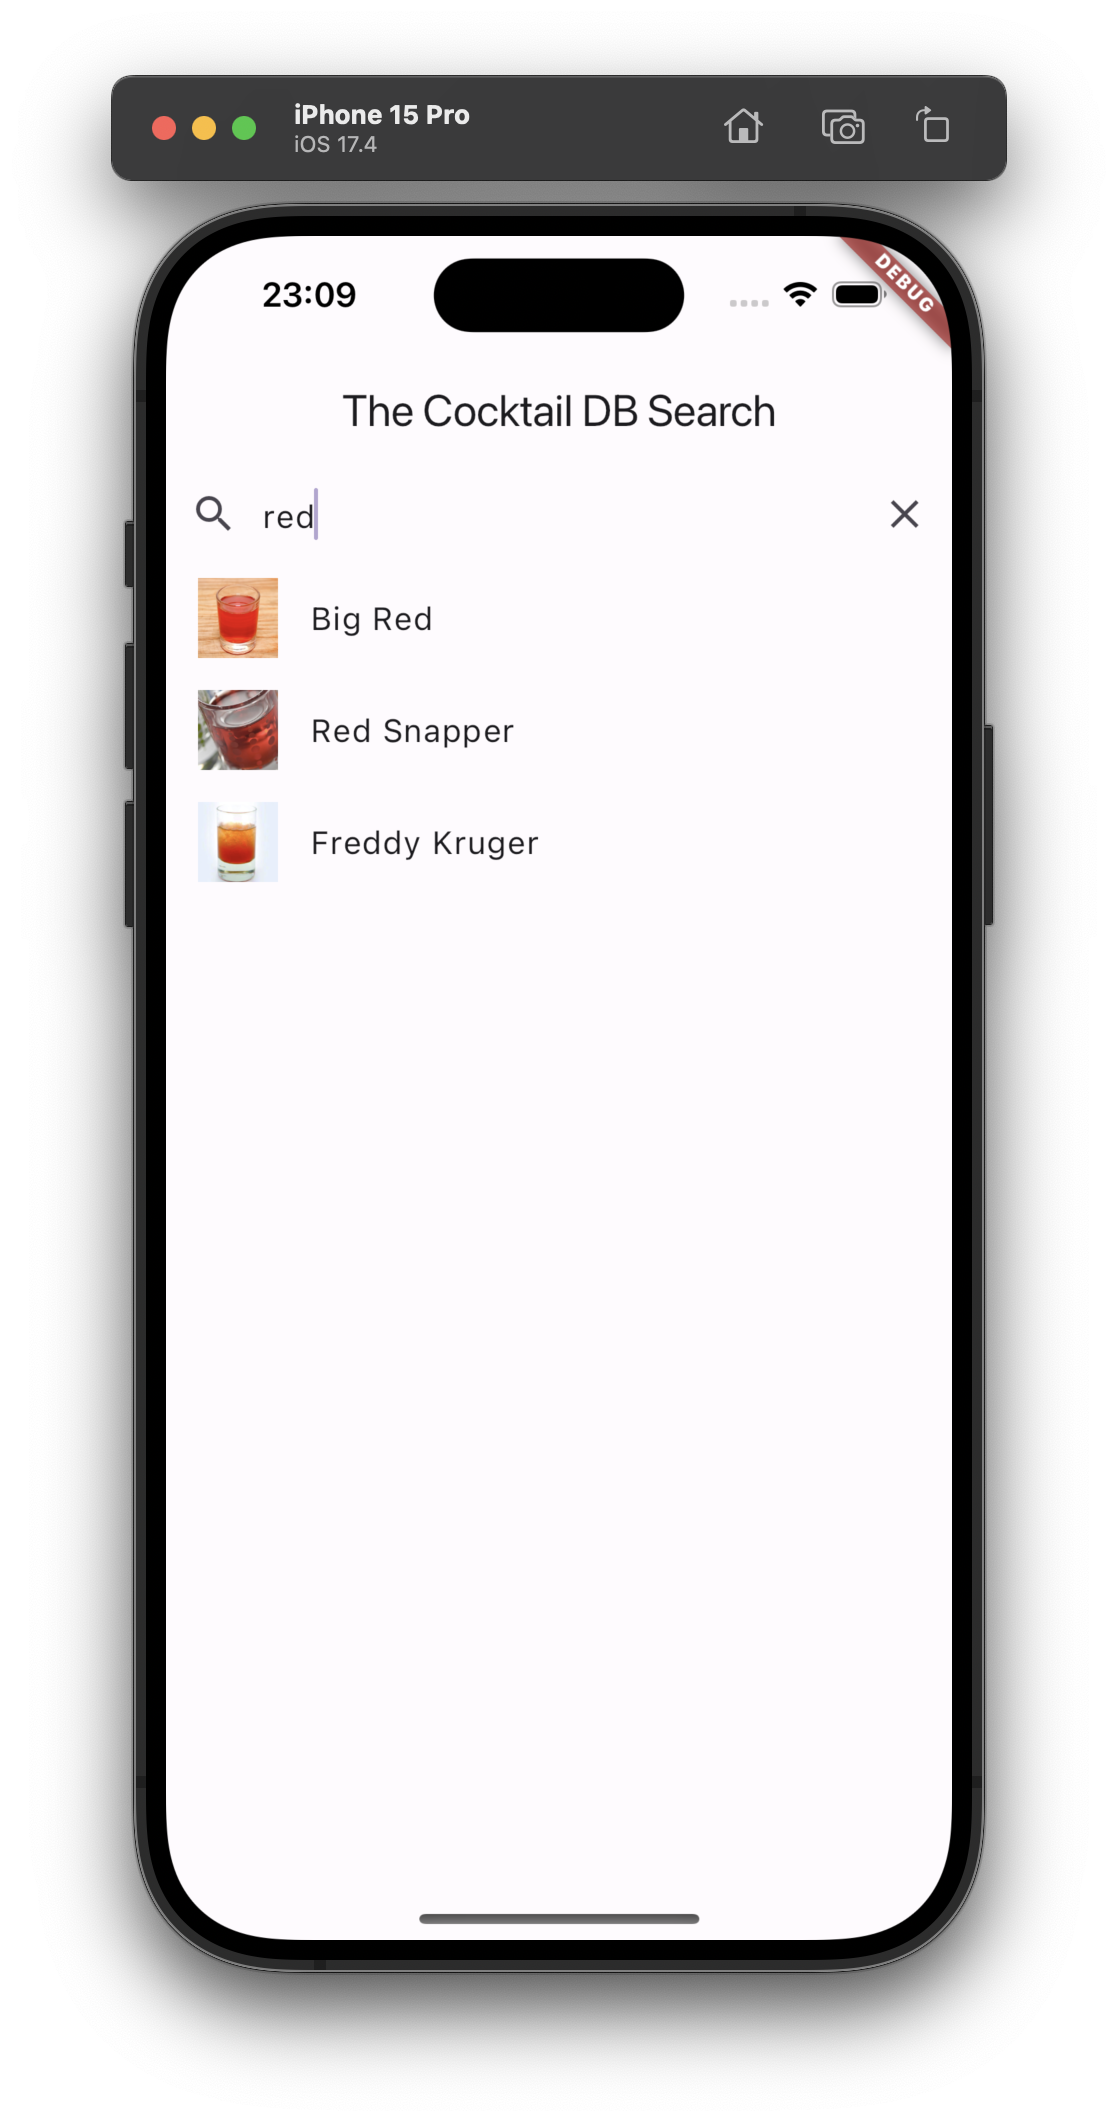 iPhone 15 Pro
iOS 17.4
23:09
DEBUG
The Cocktail DB Search
red
Big Red
Red Snapper
Freddy Kruger